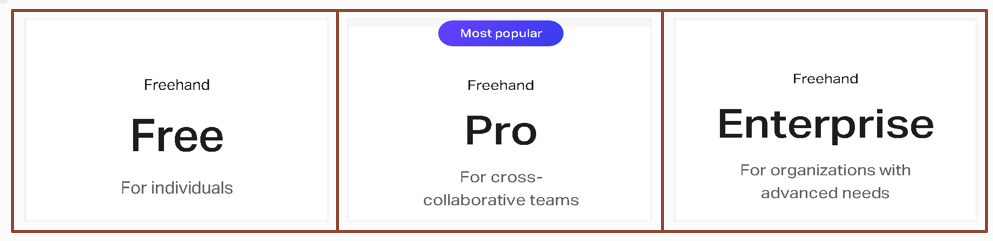 Freehand
Free
For individuals
Most popular
Freehand
Pro
For cross-
collaborative teams
Freehand
Enterprise
For organizations with
advanced needs